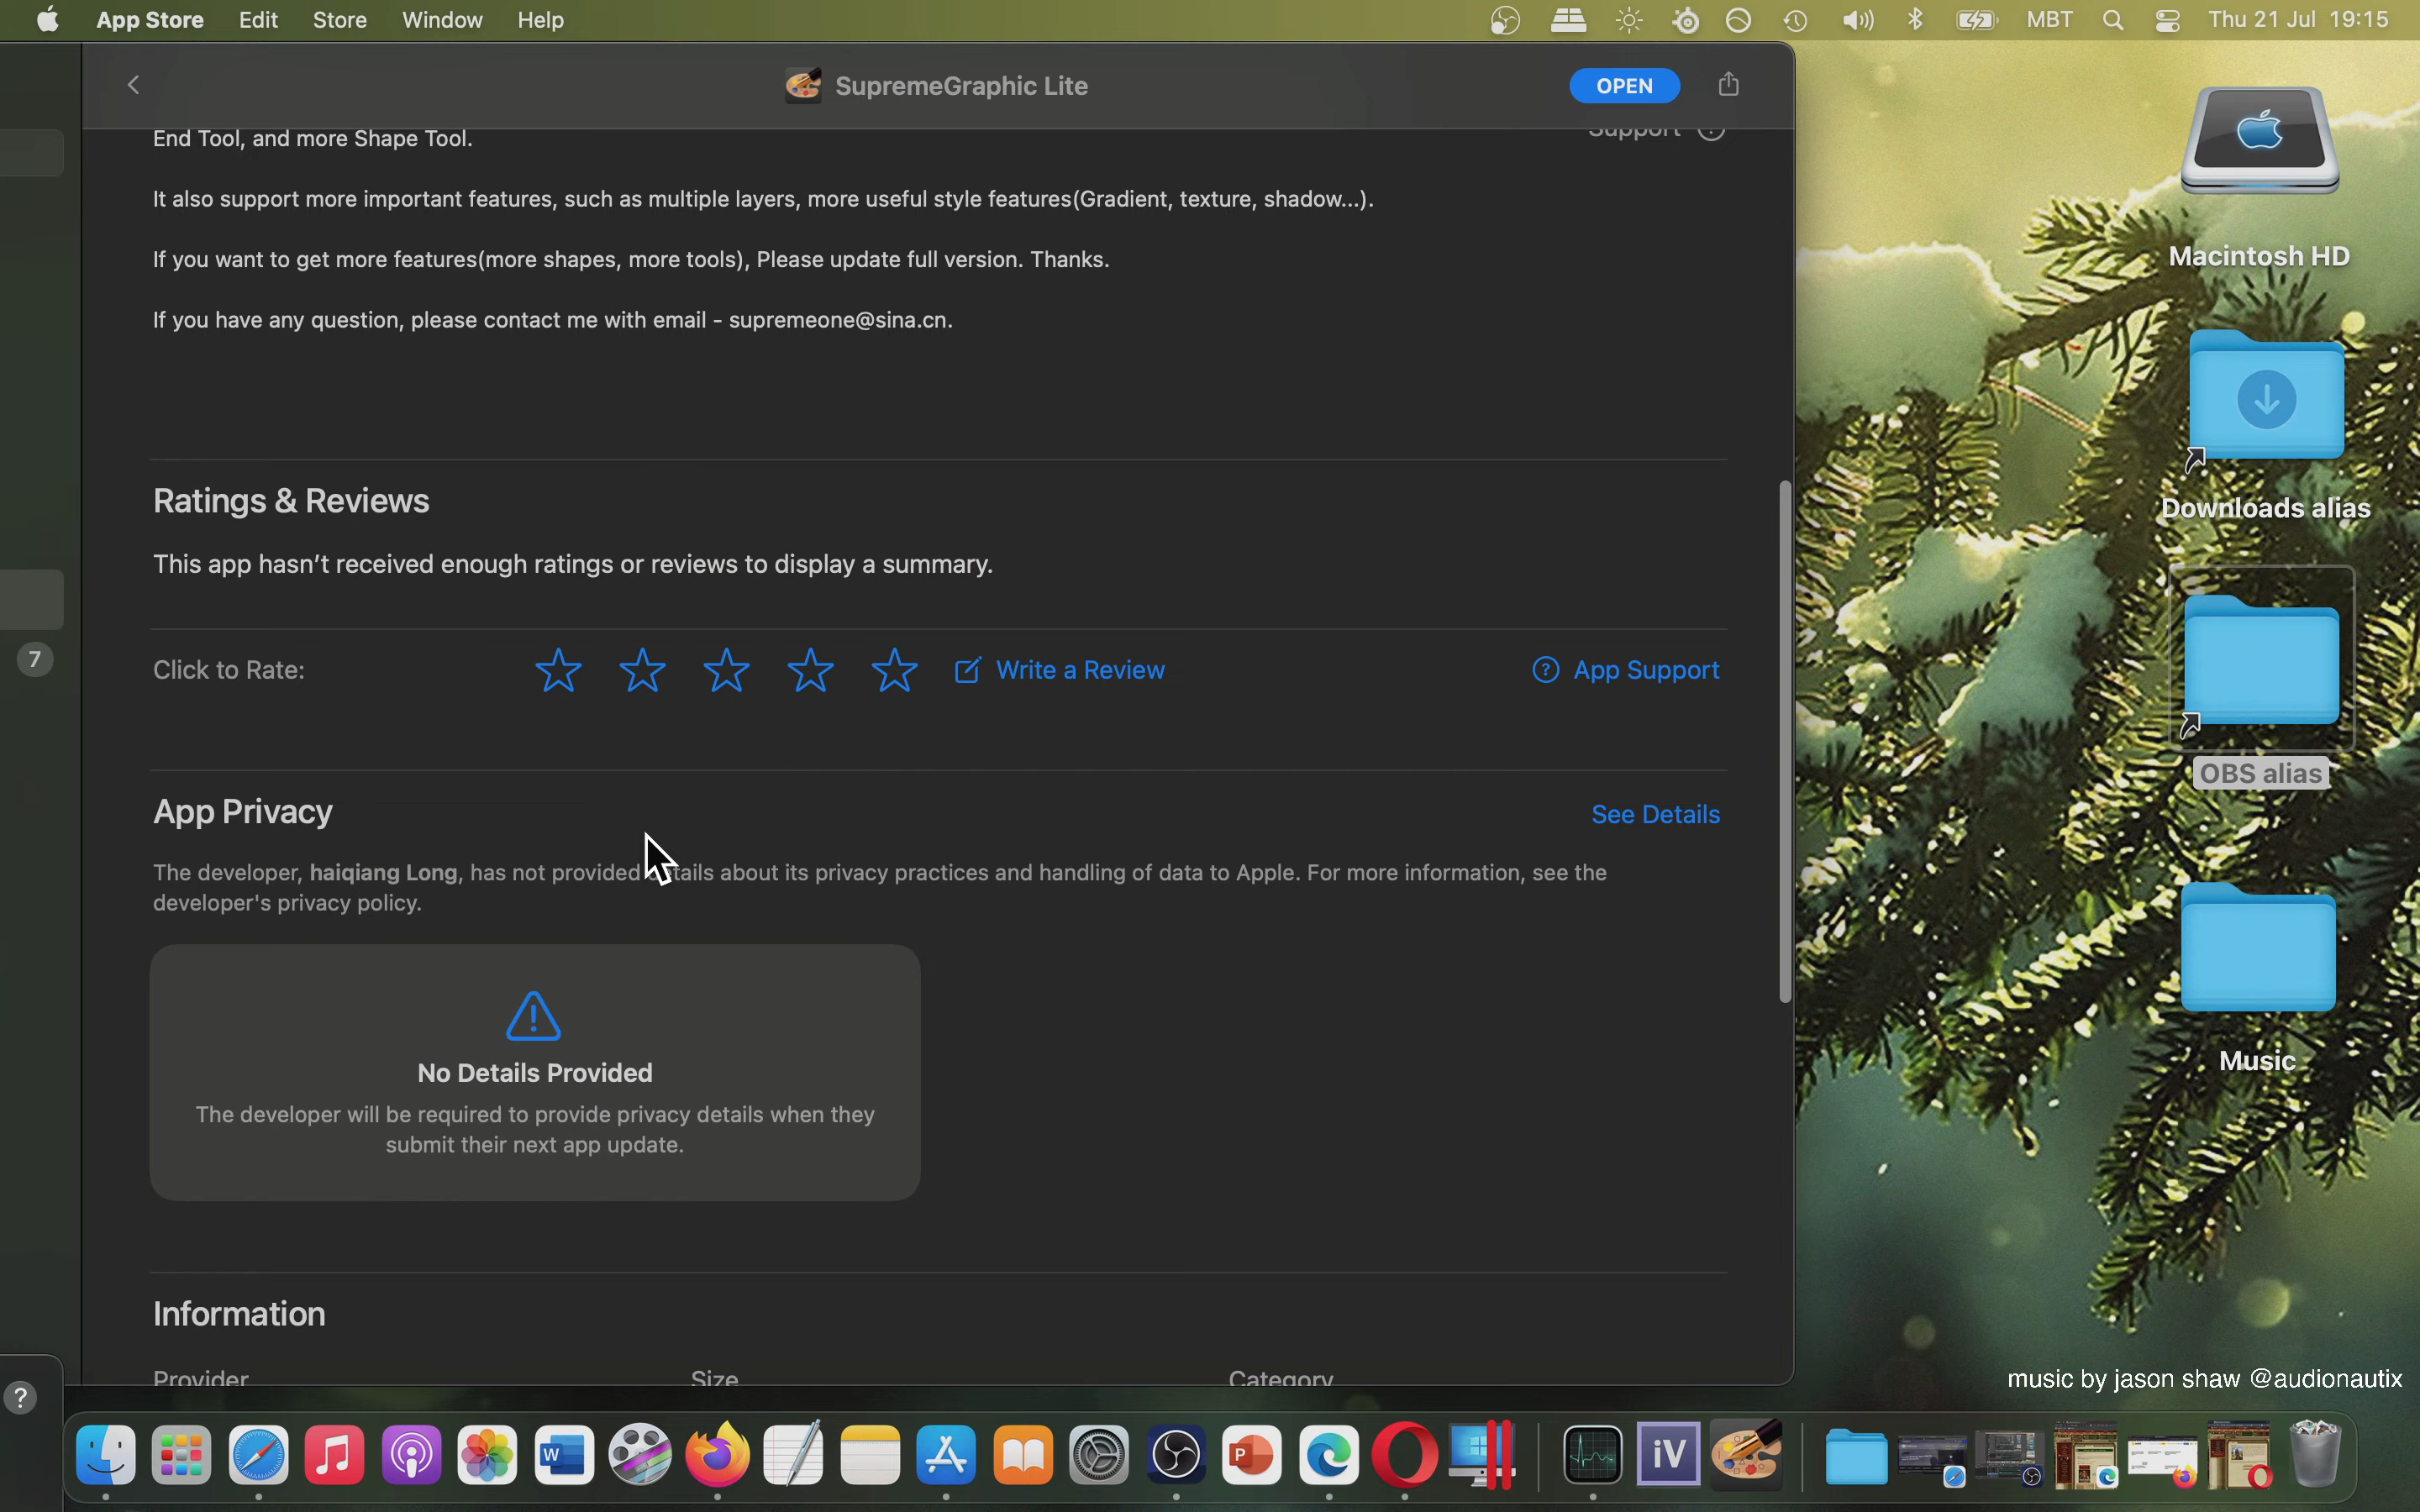 App Store Edit Store Window Help MBT Thu 21 Jul 19:15
SupremeGraphic Lite OPEN
End Tool, and more Shape Tool. Support
It also support more important features, such as multiple layers, more useful style features(Gradient, texture, shadow...).
If you want to get more features(more shapes, more tools), Please update full version. Thanks.
If you have any question, please contact me with email - supremeone@sina.cn.
Ratings & Reviews
This app hasn't received enough ratings or reviews to display a summary.
Click to Rate: Write a Review ? App Support
7
App Privacy See Details
The developer, haiqiang Long, has not provided details about its privacy practices and handling of data to Apple. For more information, see the
developer's privacy policy.
No Details Provided
The developer will be required to provide privacy details when they
submit their next app update.
Information
Provider Size Category
?
Macintosh HD
Downloads alias
OBS alias
Music
music by jason shaw @audionautix
W
P
iV